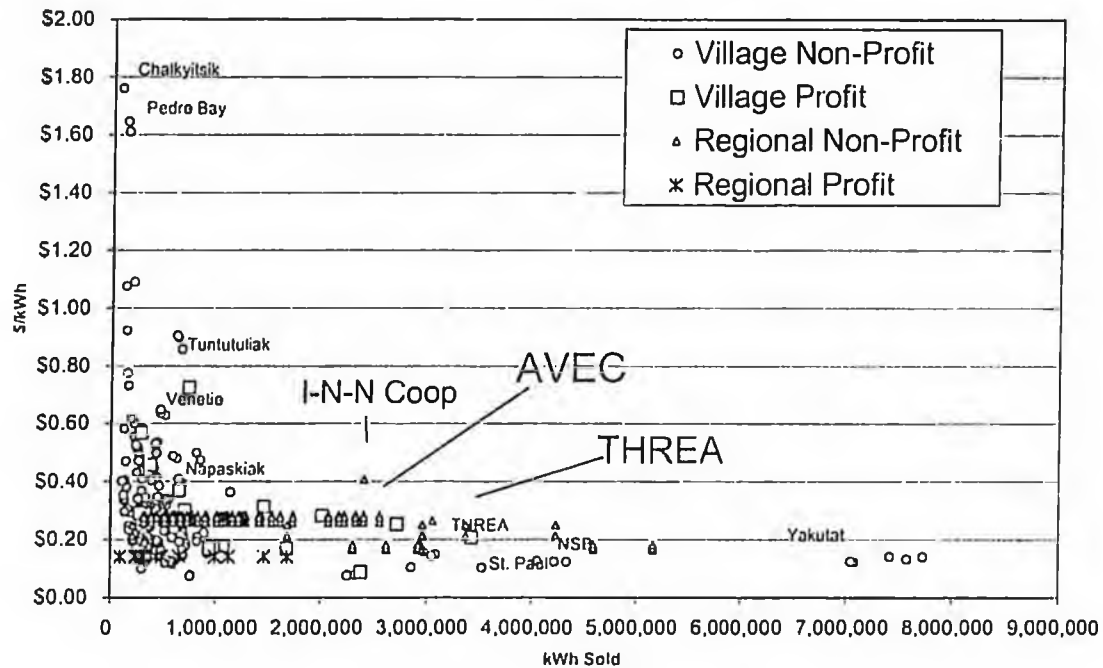 $2.00
$1.80
$1.60
$1.40
$1.20
$1.00
$0.80
$0.60
$0.40
$0.20
$0.00
$/kWh
Chalkyitsik
Pedro Bay
Village Non-Profit
Village Profit
Regional Non-Profit
Regional Profit
Tuntutuliak
AVEC
I-N-N Coop
Venetie
THREA
Napaskiak
THREA
NSB
St. Paul
Yakutat
0
1,000,000
2,000,000
3,000,000
4,000,000
5,000,000
6,000,000
7,000,000
8,000,000
9,000,000
kWh Sold